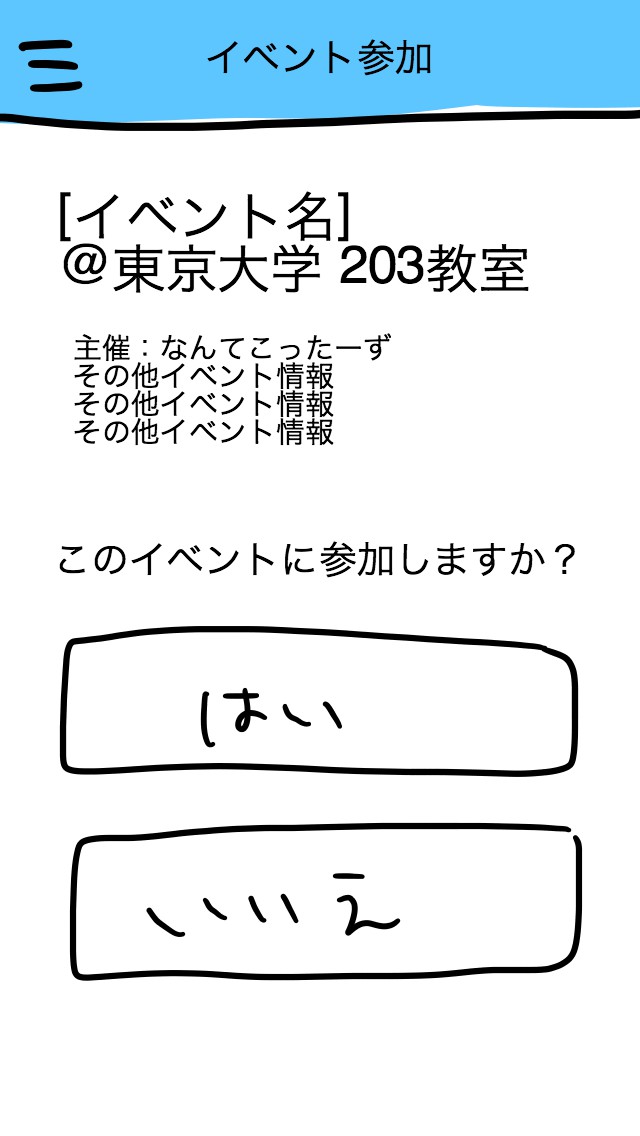 イベント参加
[イベント名]
@東京大学 203教室
主催：なんてこったーず
その他イベント情報
その他イベント情報
その他イベント情報
このイベントに参加しますか？
はい
いいえ